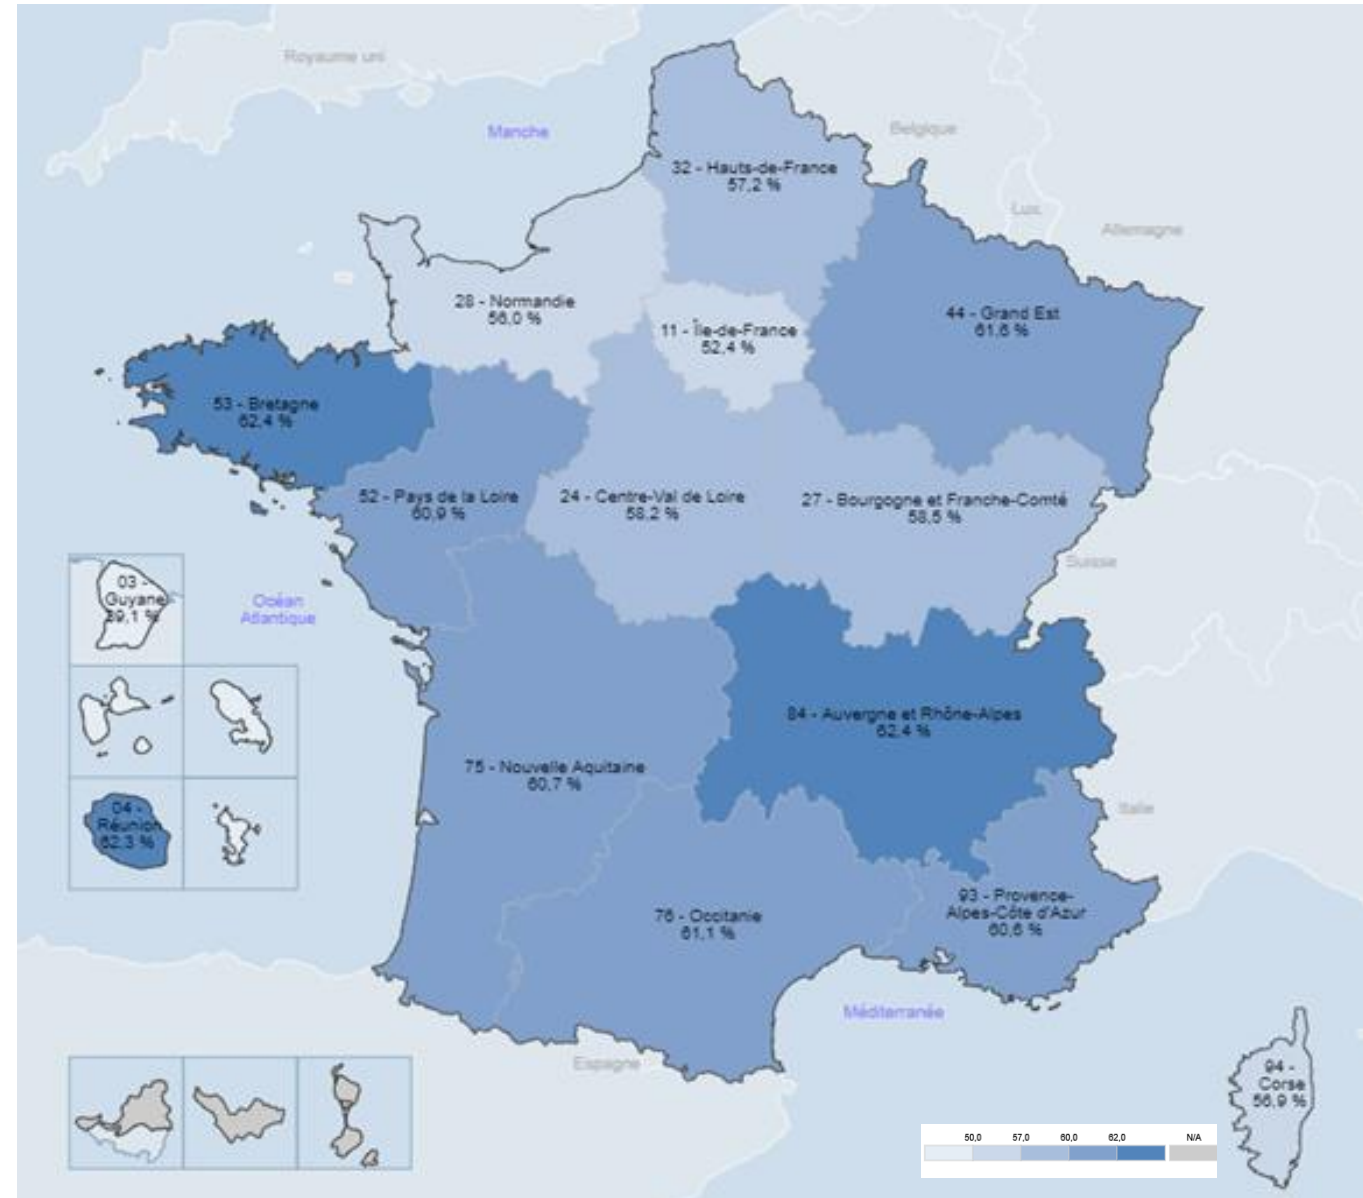 Royaume uni
Manche
Belgique
32 - Hauts-de-France
57,2 %
Lux.
Allemagne
28 - Normandie
56,0 %
11 - Île-de-France
52,4 %
44 - Grand Est
61,6 %
53 - Bretagne
62,4 %
52 - Pays de la Loire
60,9 %
24 - Centre-Val de Loire
58,2 %
27 - Bourgogne et Franche-Comté
58,5 %
Suisse
03 -
Guyane
39,1 %
Océan
Atlantique
84 - Auvergne et Rhône-Alpes
62,4 %
75 - Nouvelle Aquitaine
60,7 %
04 -
Réunion
62,3 %
Italie
93 - Provence-
Alpes-Côte d'Azur
60,6 %
76 - Occitanie
61,1 %
Méditerranée
Espagne
94 -
Corse
56,9 %
50,0 57,0 60,0 62,0 N/A